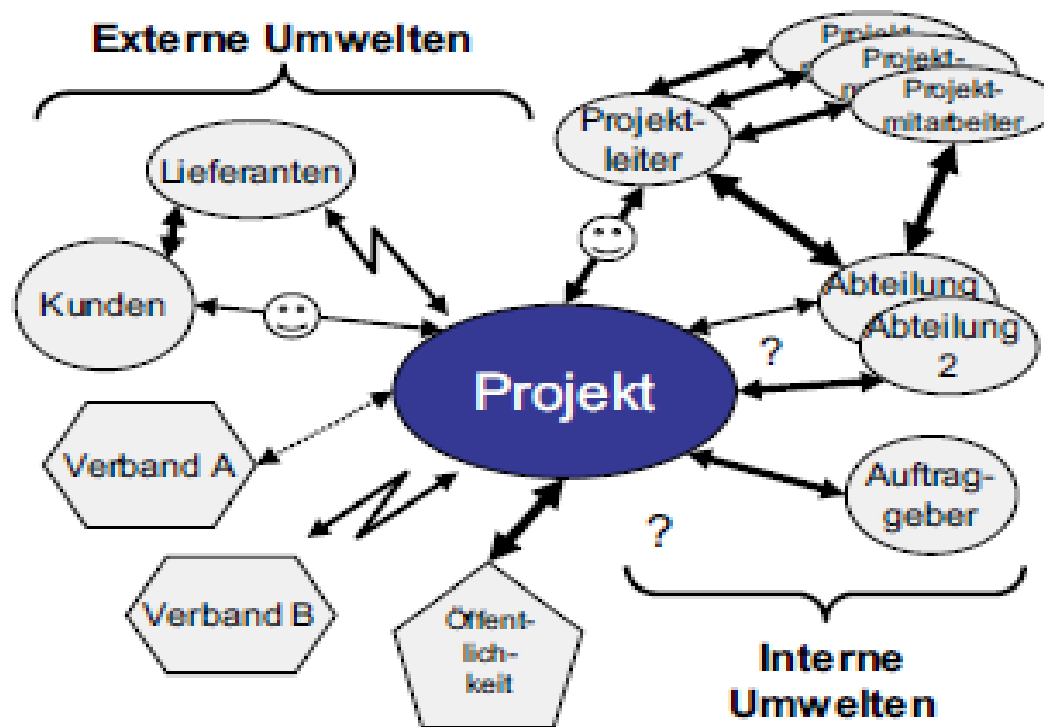 Externe Umwelten
Projekt-
Projekt-
Projekt-
mitarbeiter
Projekt-
leiter
Lieferanten
Kunden
Abteilung
Abteilung
2
?
Projekt
Verband A
Auftrag-
geber
?
Verband B
Öffent-
lich-
keit
Interne
Umwelten